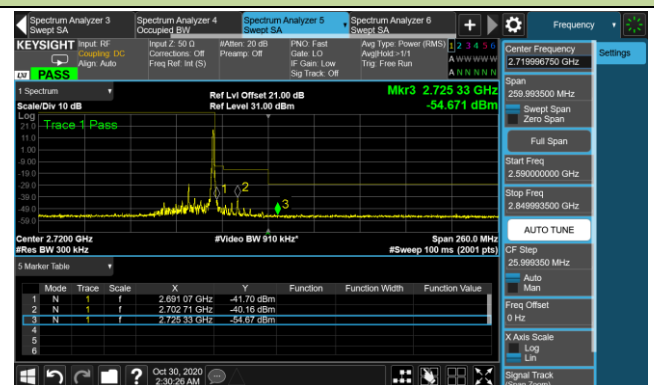 Spectrum Analyzer 3
Swept SA
Spectrum Analyzer 4
Occupied BW
Spectrum Analyzer 5
Swept SA
Spectrum Analyzer 6
Swept SA
+
Frequency
KEYSIGHT
Input: RF
Coupling: DC
Align: Auto
Input Z: 50 Ω
Corrections: Off
Freq Ref: Int (S)
#Atten: 20 dB
Preamp: Off
PNO: Fast
Gate: LO
IF Gain: Low
Sig Track: Off
Avg Type: Power (RMS)
Avg|Hold:>1/1
Trig: Free Run
1 2 3 4 5 6
A W W W W W
A N N N N N
LXI
PASS
1 Spectrum
Scale/Div 10 dB
Ref Lvl Offset 21.00 dB
Ref Level 31.00 dBm
Mkr3 2.725 33 GHz
-54.671 dBm
Log
Trace 1 Pass
21.0
11.0
1.00
-9.00
-19.0
-29.0
-39.0
-49.0
-59.0
1
2
3
Center 2.7200 GHz
#Res BW 300 kHz
#Video BW 910 kHz*
Span 260.0 MHz
#Sweep 100 ms (2001 pts)
5 Marker Table
Mode Trace Scale X Y Function Function Width Function Value
1 N 1 f 2.691 07 GHz -41.70 dBm
2 N 1 f 2.702 71 GHz -40.16 dBm
3 N 1 f 2.725 33 GHz -54.67 dBm
4
5
6
Oct 30, 2020
2:30:26 AM
?
Center Frequency
2.719996750 GHz
Settings
Span
259.993500 MHz
Swept Span
Zero Span
Full Span
Start Freq
2.590000000 GHz
Stop Freq
2.849993500 GHz
AUTO TUNE
CF Step
25.999350 MHz
Auto
Man
Freq Offset
0 Hz
X Axis Scale
Log
Lin
Signal Track
(Span Zoom)